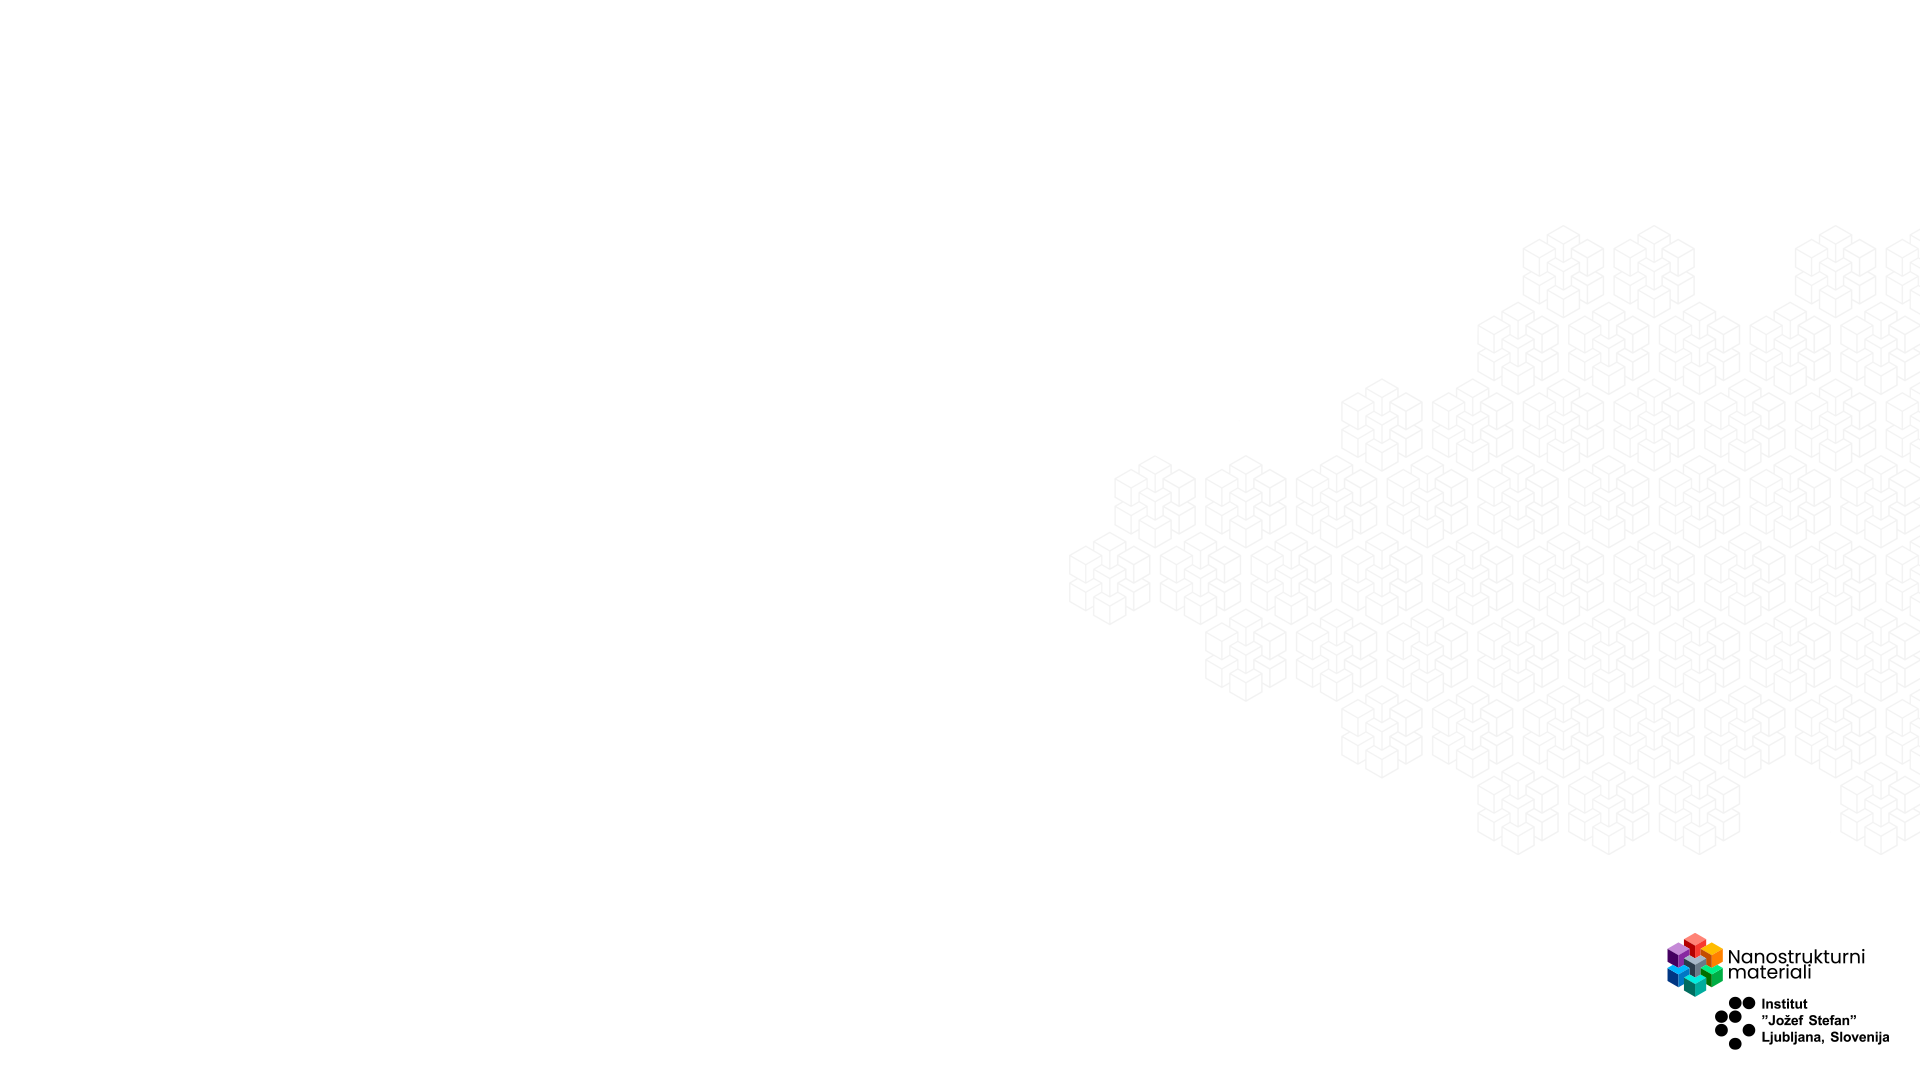 Nanostrukturni
materiali
Institut
”Jožef Stefan”
Ljubljana, Slovenija